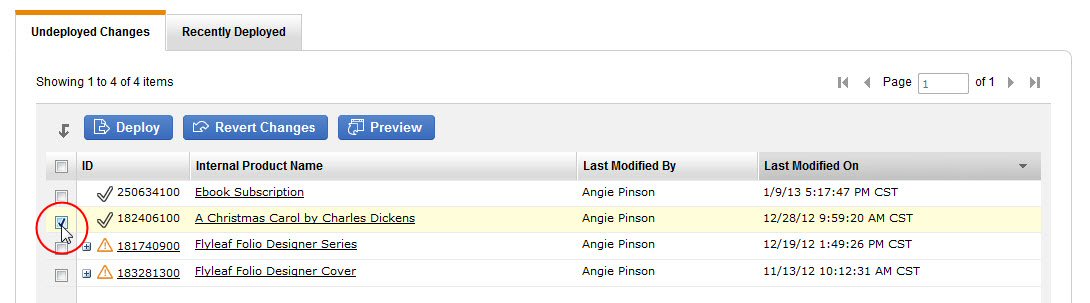 Undeployed Changes Recently Deployed
Showing 1 to 4 of 4 items Page 1 of 1
Deploy Revert Changes Preview
ID Internal Product Name Last Modified By Last Modified On
250634100 Ebook Subscription Angie Pinson 1/9/13 5:17:47 PM CST
182406100 A Christmas Carol by Charles Dickens Angie Pinson 12/28/12 9:59:20 AM CST
181740900 Flyleaf Folio Designer Series Angie Pinson 12/19/12 1:49:26 PM CST
183281300 Flyleaf Folio Designer Cover Angie Pinson 11/13/12 10:12:31 AM CST